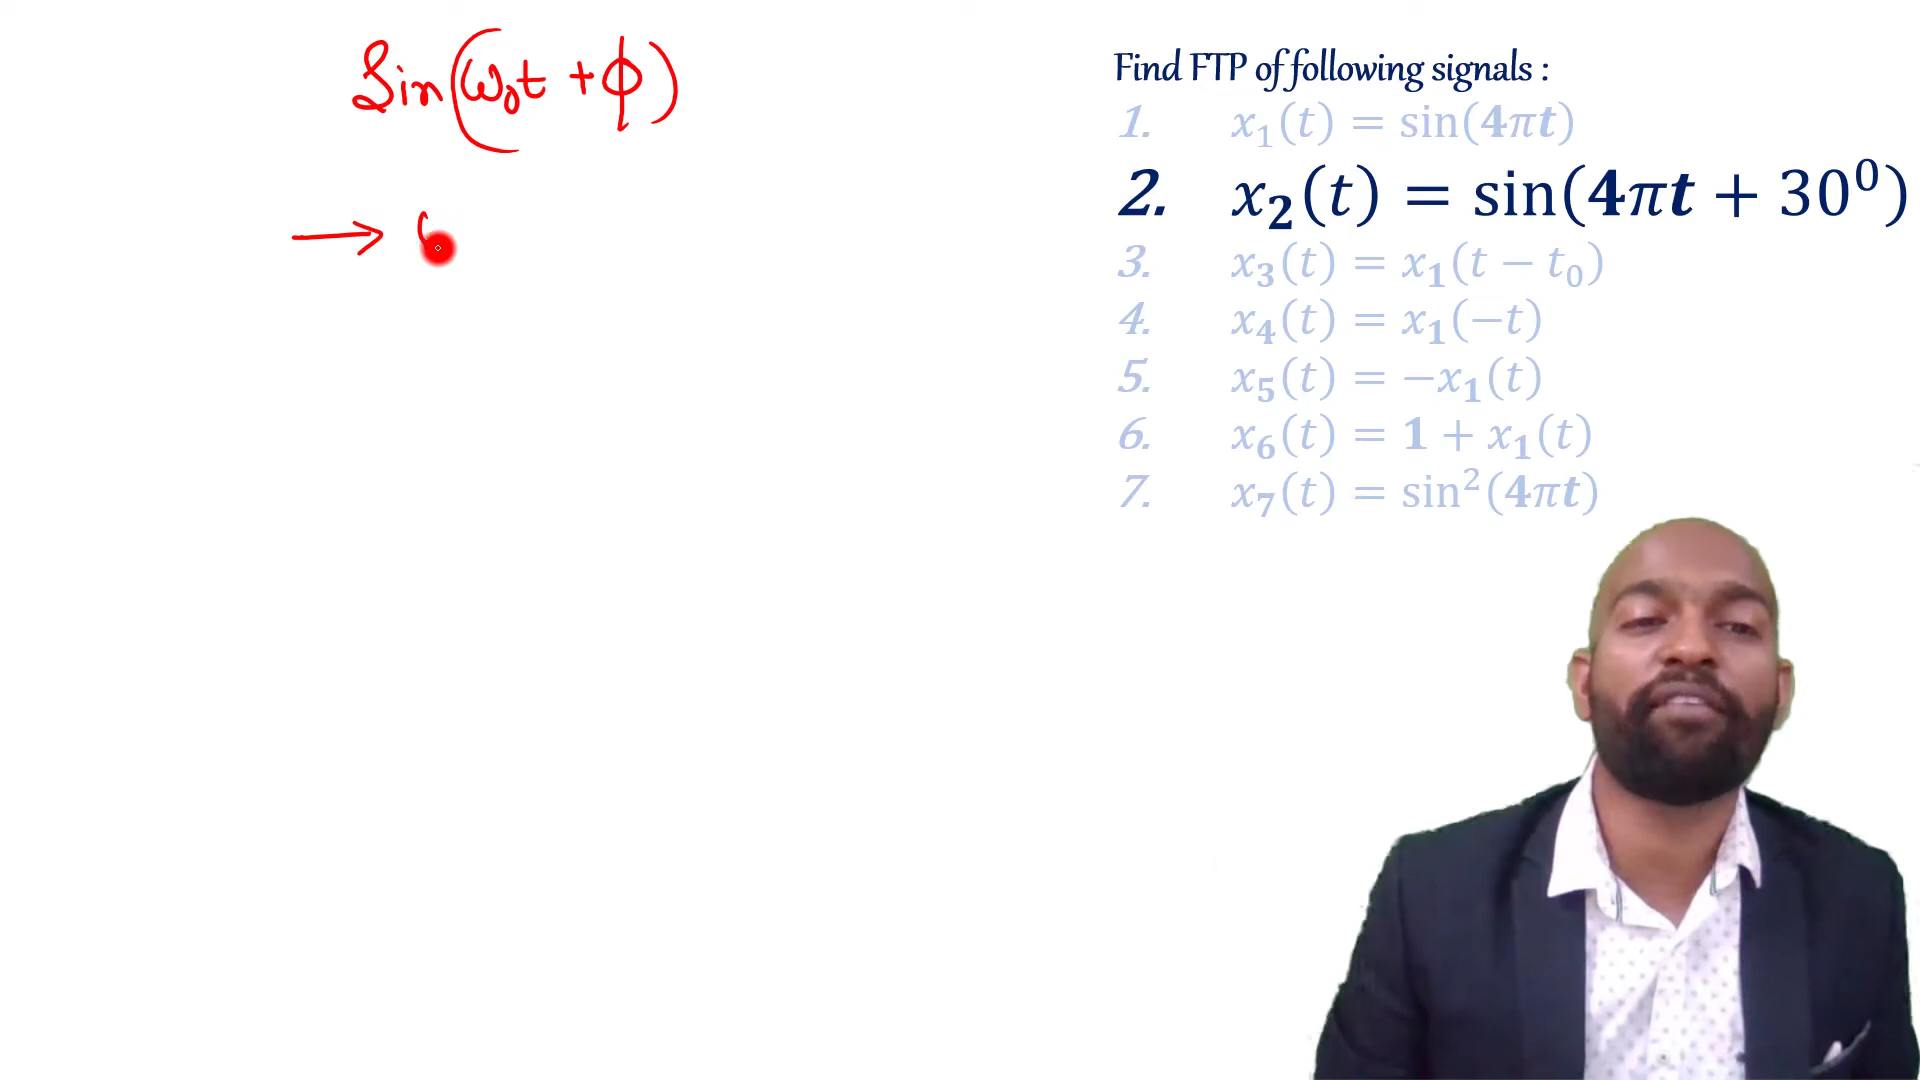 Sin(ω₀t + ϕ)
→
Find FTP of following signals :
1. x₁(t) = sin(4πt)
2. x₂(t) = sin(4πt + 30⁰)
3. x₃(t) = x₁(t − t₀)
4. x₄(t) = x₁(−t)
5. x₅(t) = −x₁(t)
6. x₆(t) = 1 + x₁(t)
7. x₇(t) = sin²(4πt)